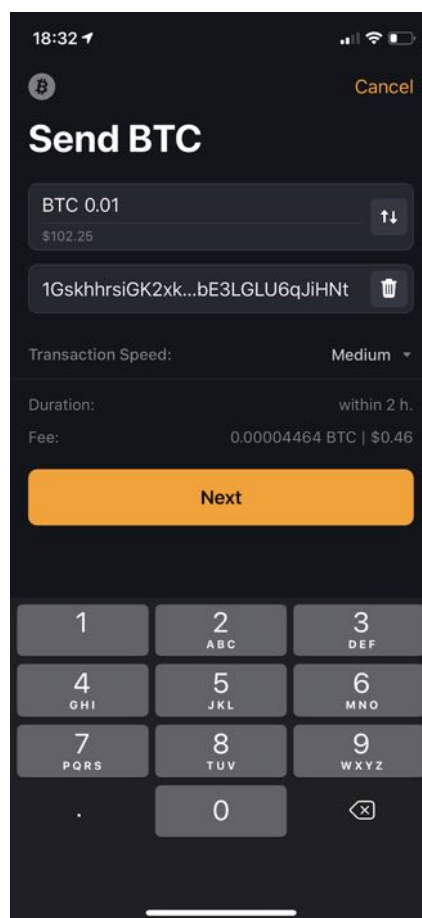 18:32
Cancel
Send BTC
BTC 0.01
$102.25
1GskhhrsiGK2xk...bE3LGLU6qJiHNt
Transaction Speed: Medium
Duration: within 2 h.
Fee: 0.00004464 BTC | $0.46
Next
1 2 3
ABC DEF
4 5 6
GHI JKL MNO
7 8 9
PQRS TUV WXYZ
. 0